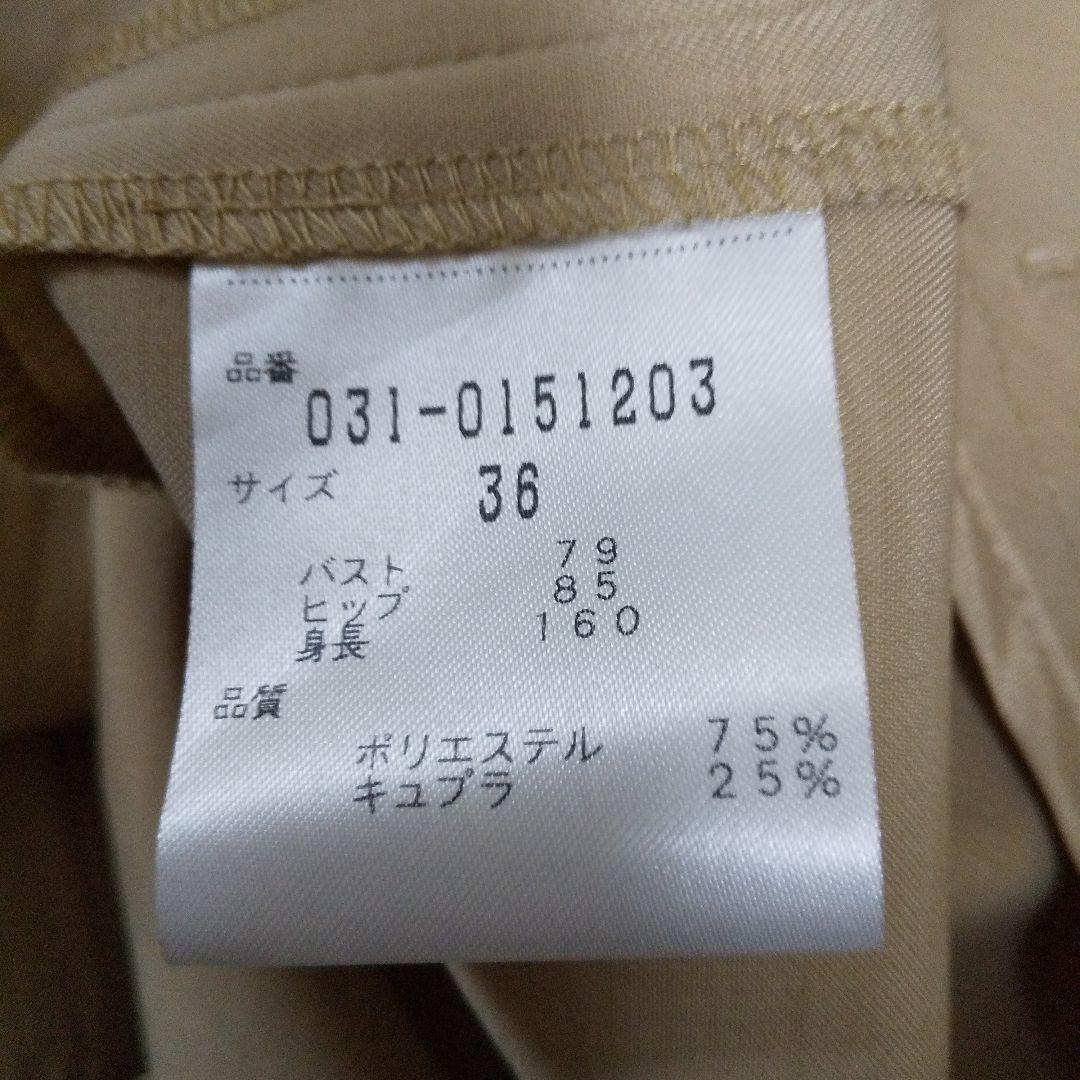 品番
031-0151203
サイズ 36
バスト 79
ヒップ 85
身長 160
品質
ポリエステル 75%
キュプラ 25%